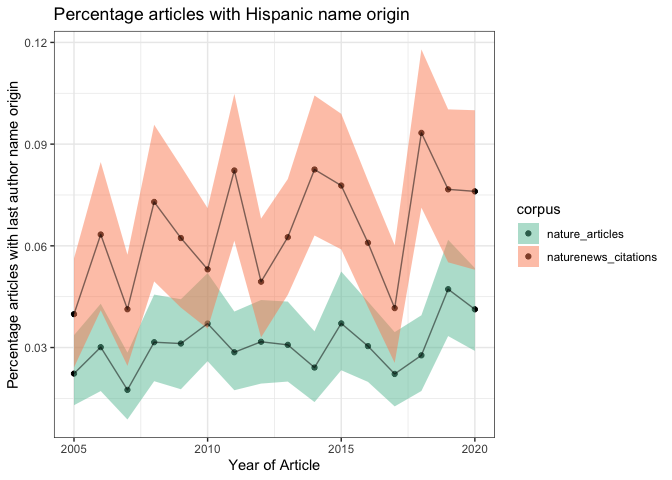 Percentage articles with Hispanic name origin
Percentage articles with last author name origin
0.12
0.09
0.06
0.03
2005
2010
2015
2020
Year of Article
corpus
nature_articles
naturenews_citations